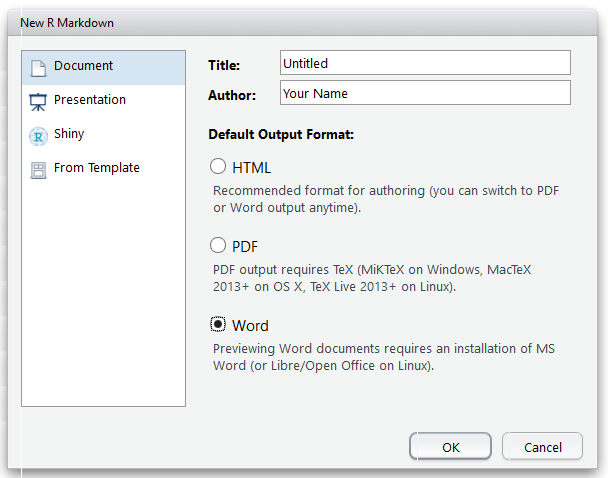 New R Markdown
Document
Presentation
Shiny
From Template
Title: Untitled
Author: Your Name
Default Output Format:
HTML
Recommended format for authoring (you can switch to PDF
or Word output anytime).
PDF
PDF output requires TeX (MiKTeX on Windows, MacTeX
2013+ on OS X, TeX Live 2013+ on Linux).
Word
Previewing Word documents requires an installation of MS
Word (or Libre/Open Office on Linux).
OK Cancel